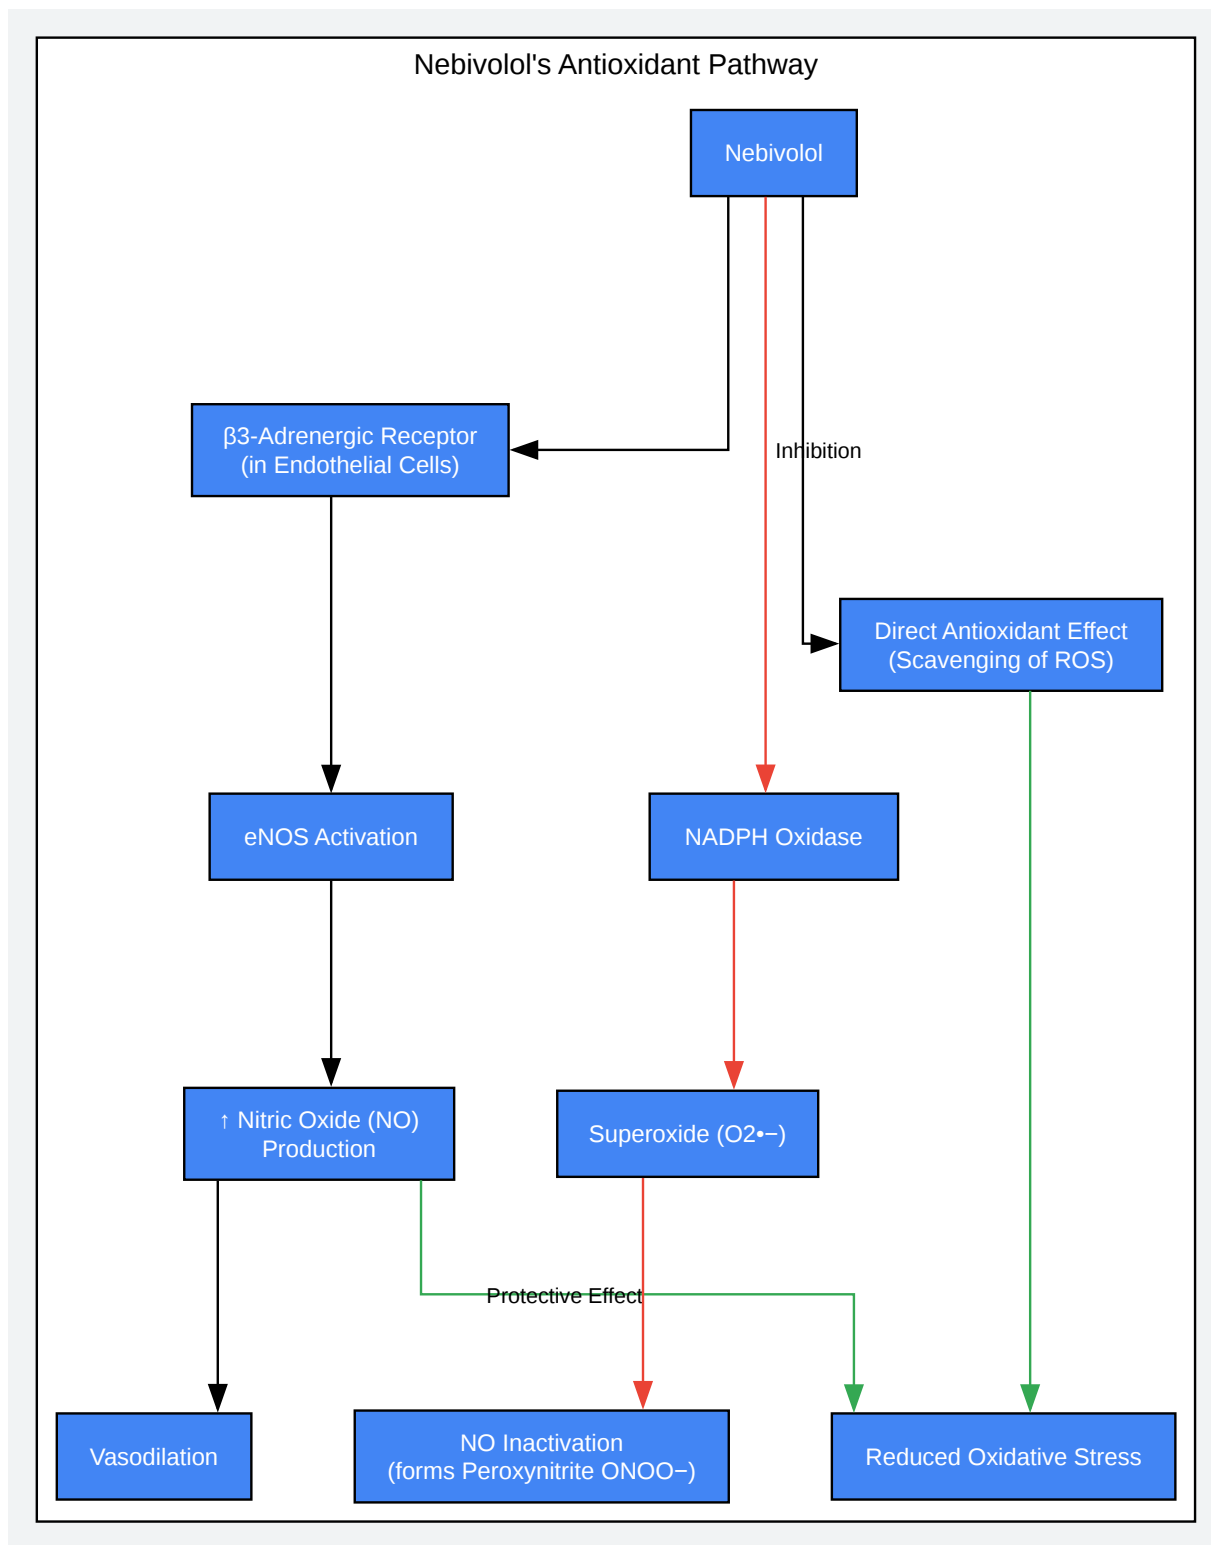 Nebivolol's Antioxidant Pathway
Nebivolol
β3-Adrenergic Receptor
(in Endothelial Cells)
Inhibition
Direct Antioxidant Effect
(Scavenging of ROS)
eNOS Activation
NADPH Oxidase
↑ Nitric Oxide (NO)
Production
Superoxide (O2•−)
Protective Effect
Vasodilation
NO Inactivation
(forms Peroxynitrite ONOO−)
Reduced Oxidative Stress